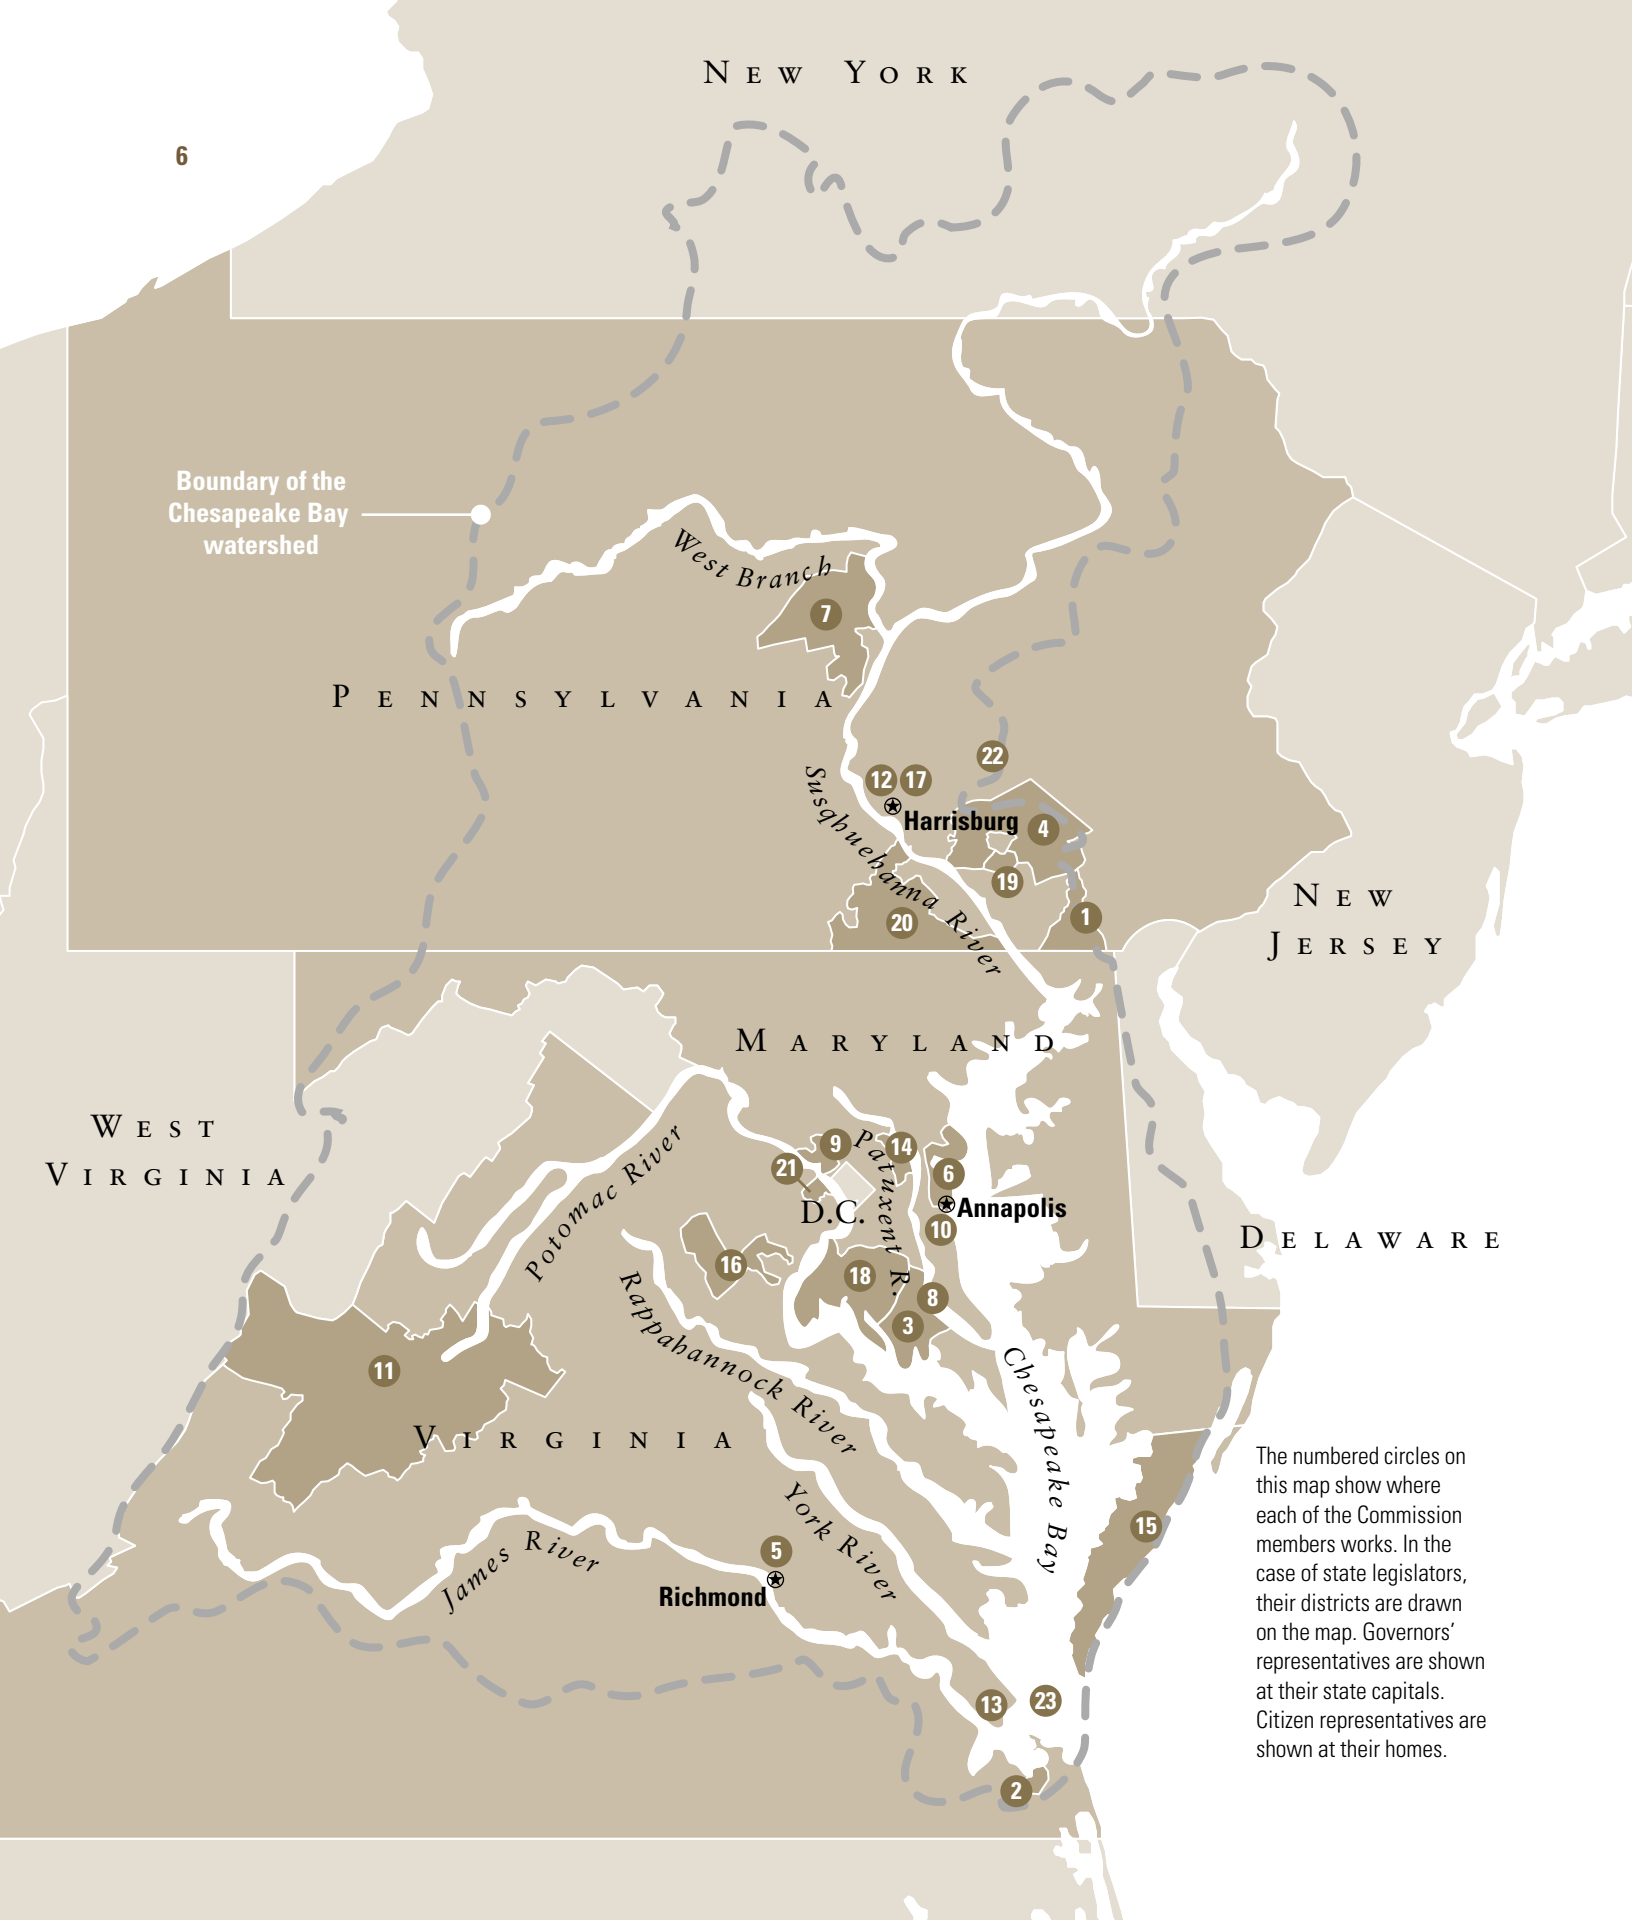 NEW YORK
6
Boundary of the
Chesapeake Bay
watershed
West Branch
7
PENNSYLVANIA
22
12
17
Susqhuehanna River
Harrisburg
4
19
20
1
NEW
JERSEY
MARYLAND
WEST
VIRGINIA
Potomac River
9
Patuxent R.
14
21
6
D.C.
Annapolis
10
DELAWARE
16
18
8
3
Rappahannock River
Chesapeake Bay
11
VIRGINIA
York River
15
James River
5
Richmond
13
23
2
The numbered circles on
this map show where
each of the Commission
members works. In the
case of state legislators,
their districts are drawn
on the map. Governors’
representatives are shown
at their state capitals.
Citizen representatives are
shown at their homes.